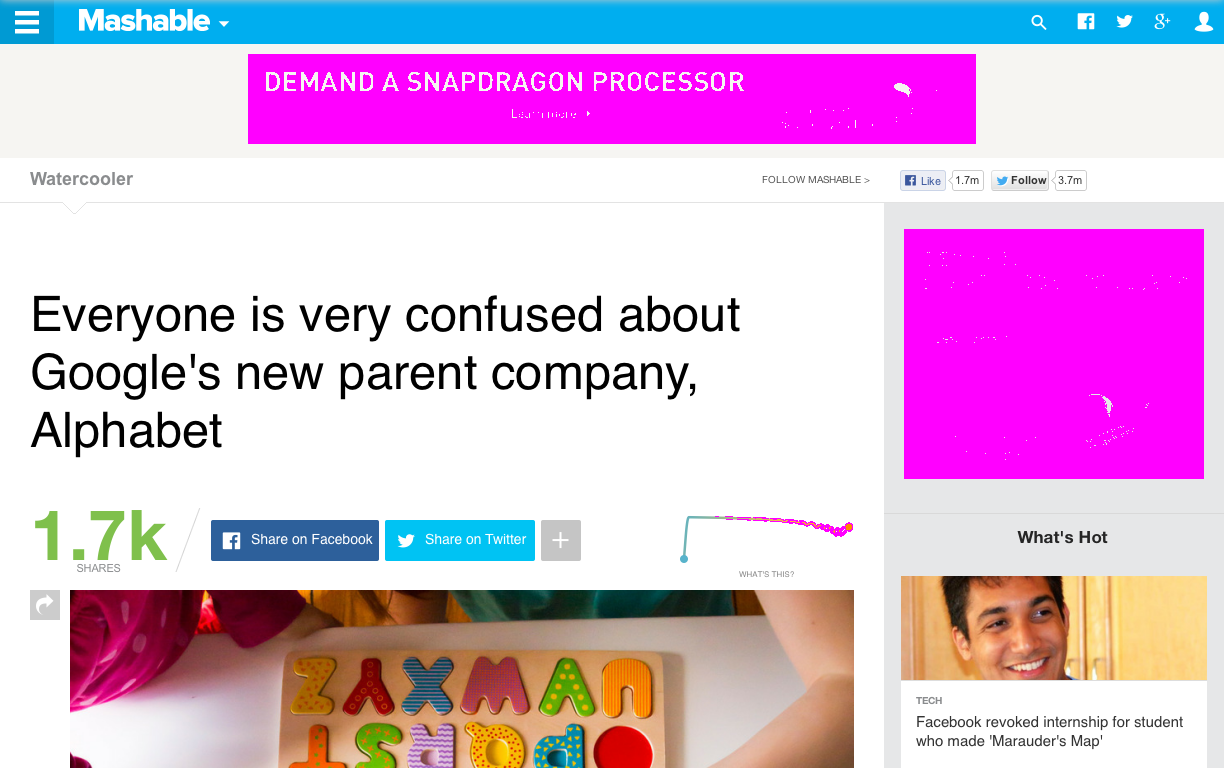 Mashable
DEMAND A SNAPDRAGON PROCESSOR
Learn more
Watercooler
FOLLOW MASHABLE >
Like
1.7m
Follow
3.7m
Everyone is very confused about
Google's new parent company,
Alphabet
1.7k
SHARES
Share on Facebook
Share on Twitter
WHAT'S THIS?
What's Hot
TECH
Facebook revoked internship for student
who made 'Marauder's Map'